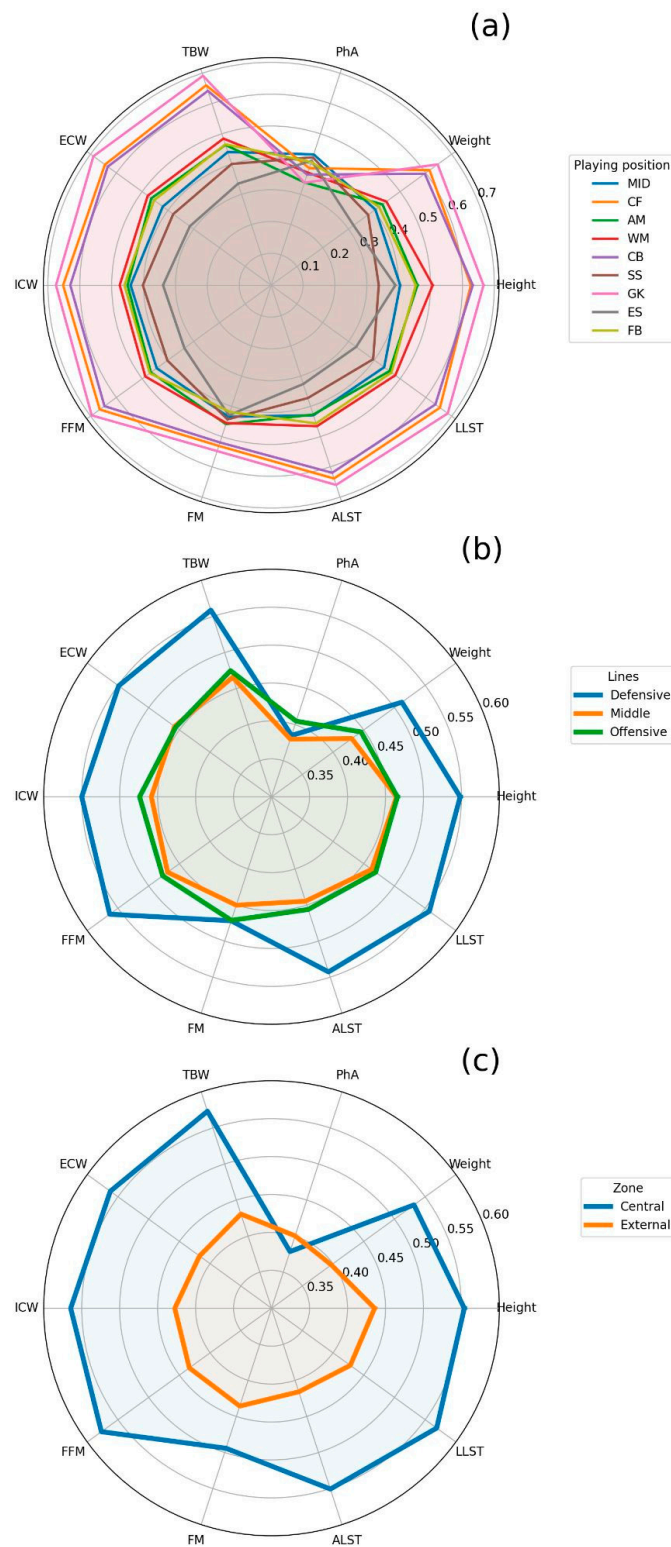 (a)
TBW
PhA
ECW
Weight
ICW
Height
FFM
LLST
FM
ALST
0.1
0.2
0.3
0.4
0.5
0.6
0.7
Playing position
MID
CF
AM
WM
CB
SS
GK
ES
FB
(b)
TBW
PhA
ECW
Weight
ICW
Height
FFM
LLST
FM
ALST
0.35
0.40
0.45
0.50
0.55
0.60
Lines
Defensive
Middle
Offensive
(c)
TBW
PhA
ECW
Weight
ICW
Height
FFM
LLST
FM
ALST
0.35
0.40
0.45
0.50
0.55
0.60
Zone
Central
External